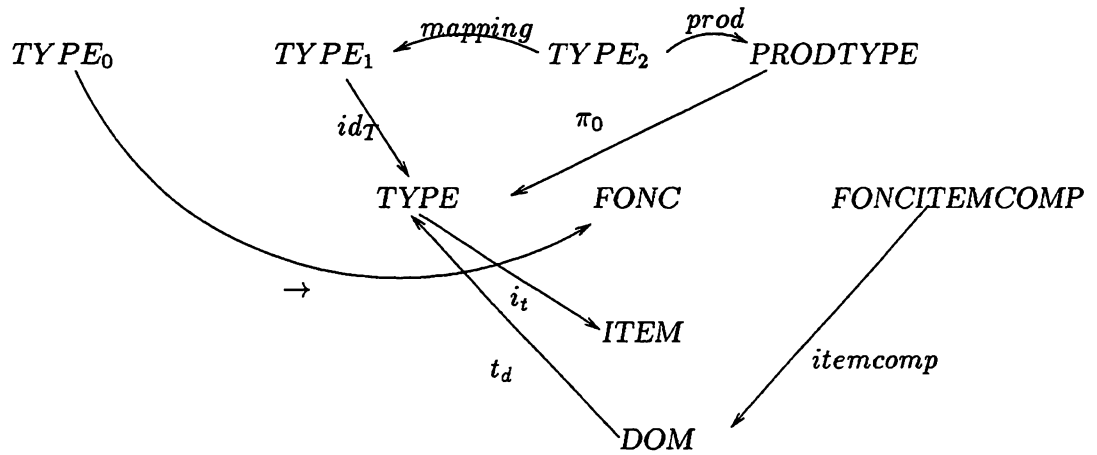 mapping prod
TYPE₀ TYPE₁ TYPE₂ PRODTYPE
id_T π₀
TYPE FONC FONCITEMCOMP
→ i_t
ITEM
t_d itemcomp
DOM